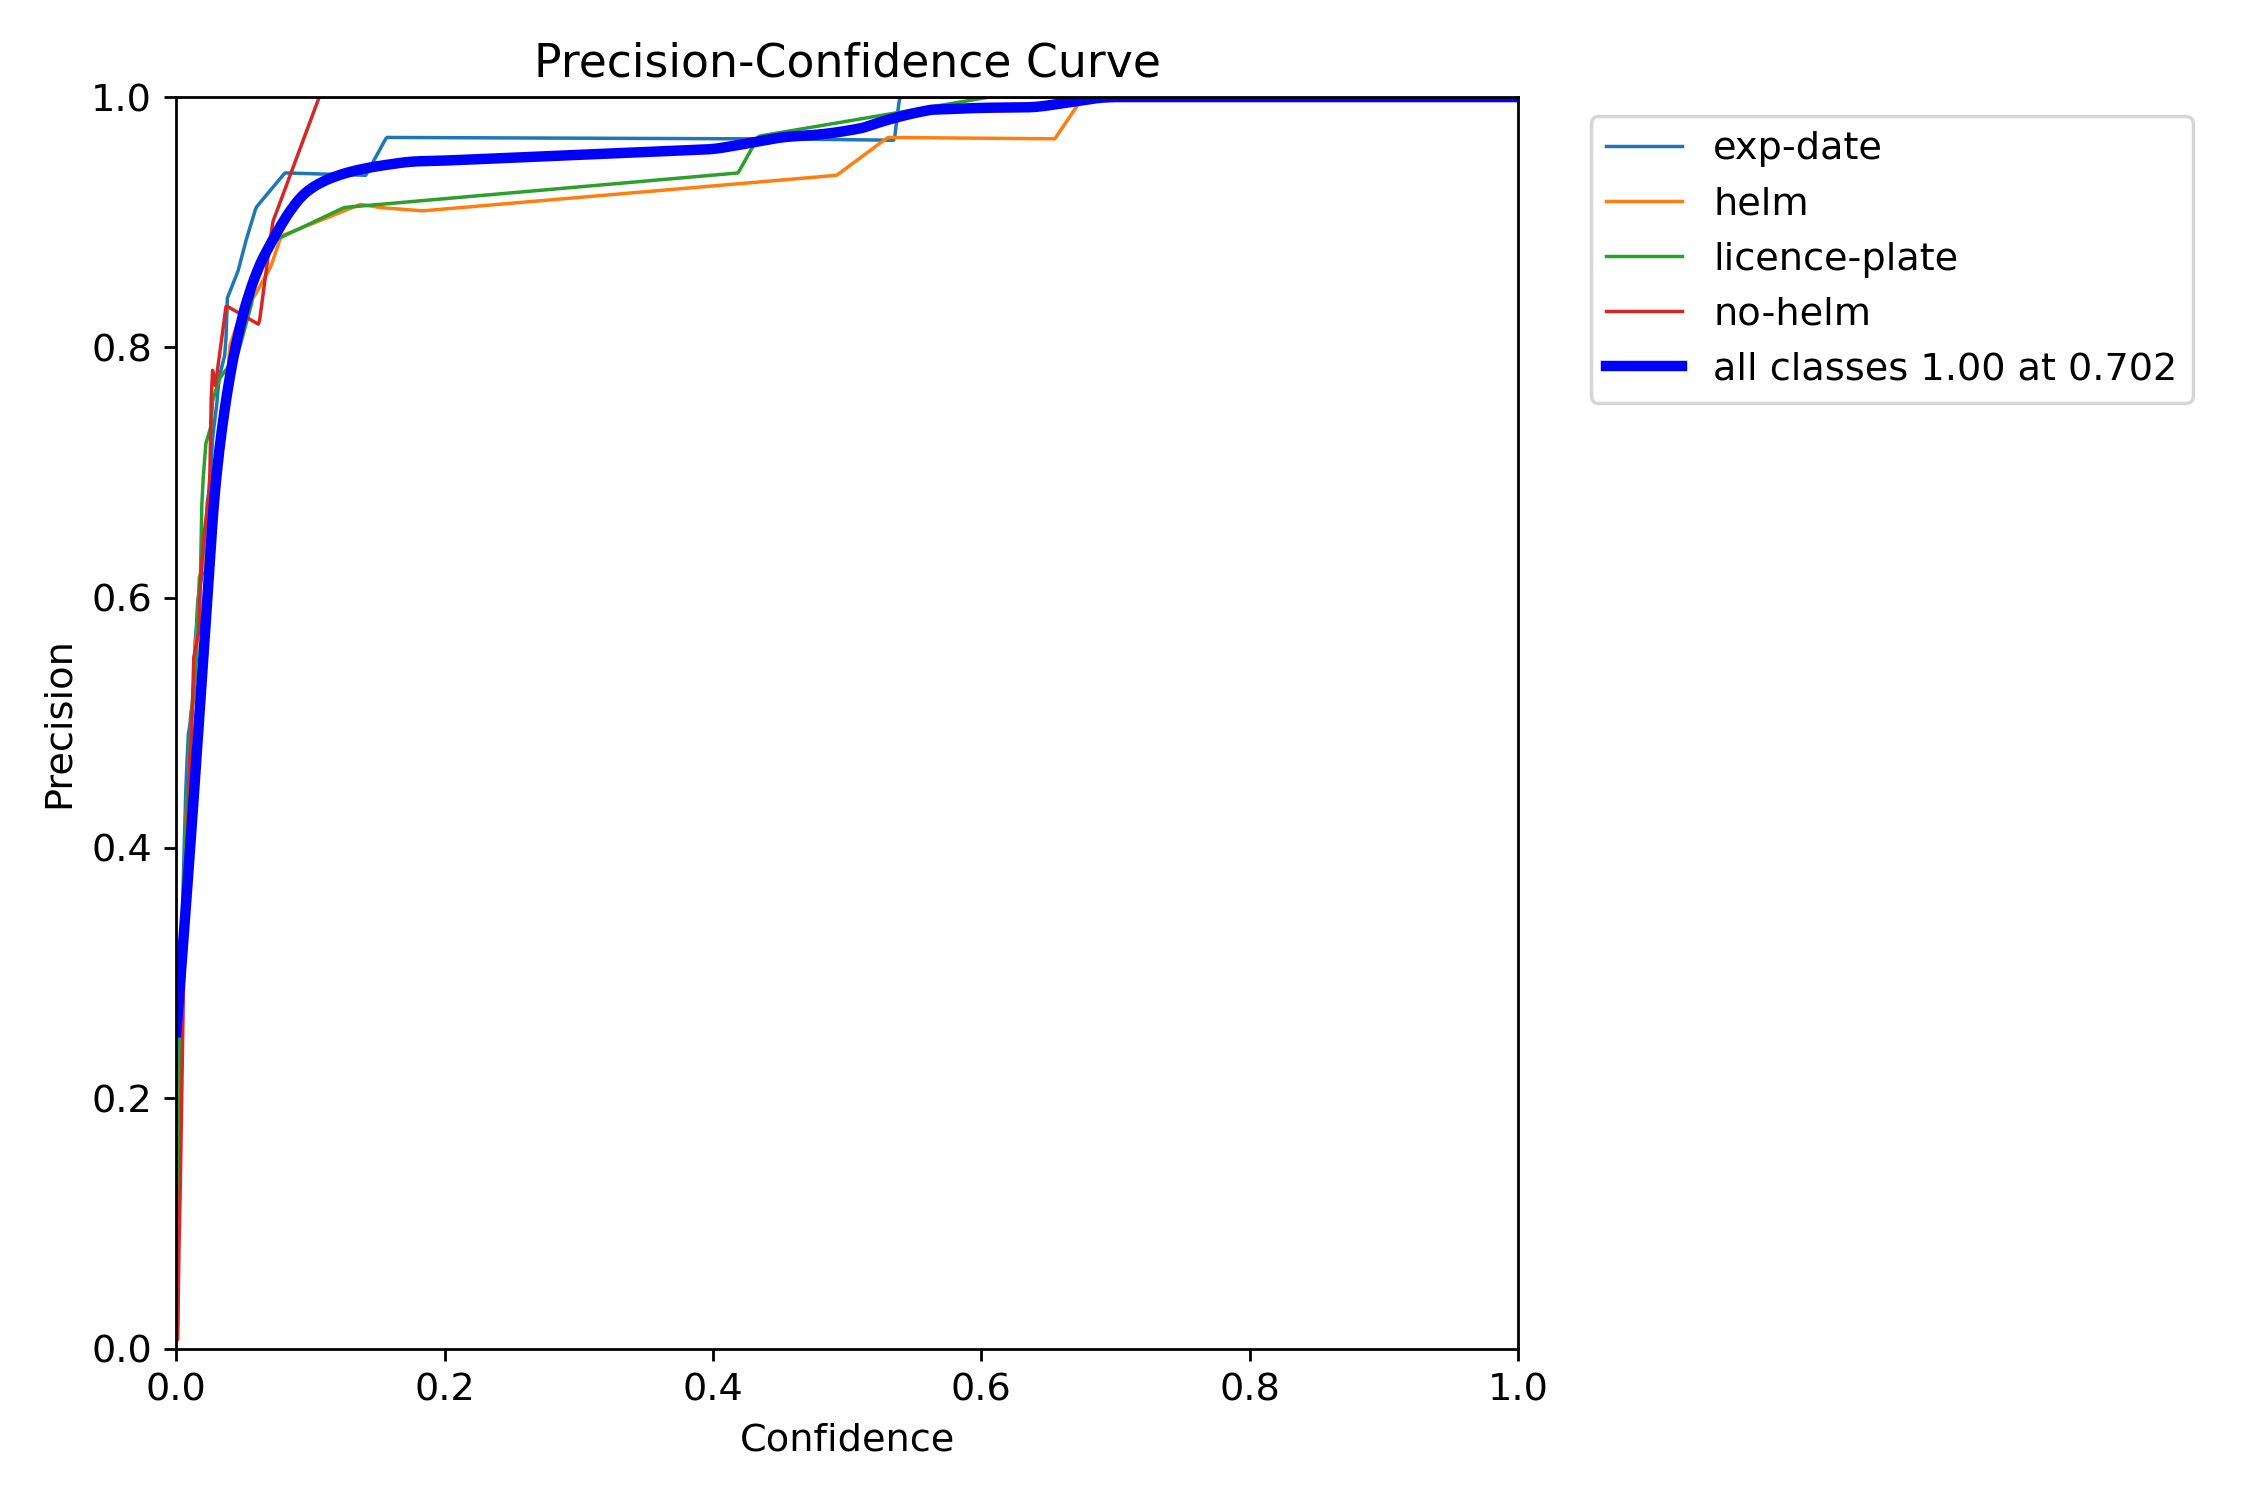 Precision-Confidence Curve
1.0
0.8
0.6
0.4
0.2
0.0
Precision
0.0 0.2 0.4 0.6 0.8 1.0
Confidence
exp-date
helm
licence-plate
no-helm
all classes 1.00 at 0.702